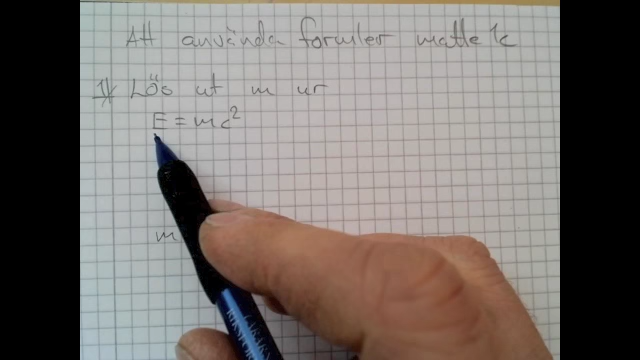 Att använda formler matte 1c
1) Lös ut m ur
E = mc²
m